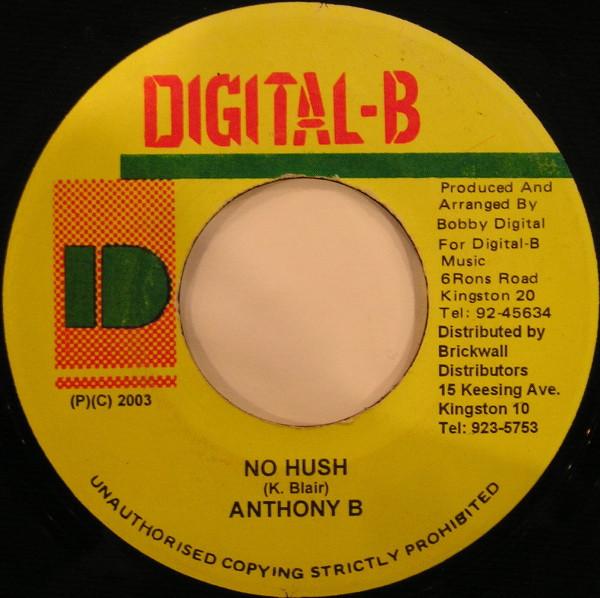 DIGITAL-B
Produced And
Arranged By
Bobby Digital
For Digital-B
Music
6Rons Road
Kingston 20
Tel: 92-45634
Distributed by
Brickwall
Distributors
15 Keesing Ave.
Kingston 10
Tel: 923-5753
D
(P)(C) 2003
NO HUSH
(K. Blair)
ANTHONY B
UNAUTHORISED COPYING STRICTLY PROHIBITED